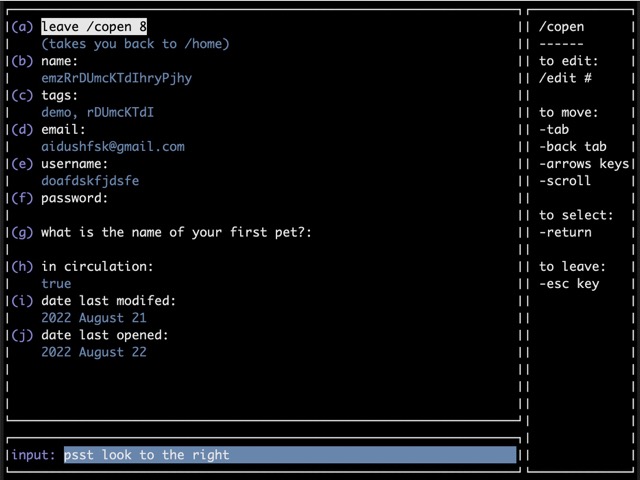 (a) leave /copen 8
(takes you back to /home)
(b) name:
emzRrDUmcKTdIhryPjhy
(c) tags:
demo, rDUmcKTdI
(d) email:
aidushfsk@gmail.com
(e) username:
doafdskfjdsfe
(f) password:
(g) what is the name of your first pet?:
(h) in circulation:
true
(i) date last modifed:
2022 August 21
(j) date last opened:
2022 August 22
input: psst look to the right
/copen
------
to edit:
/edit #
to move:
-tab
-back tab
-arrows keys
-scroll
to select:
-return
to leave:
-esc key